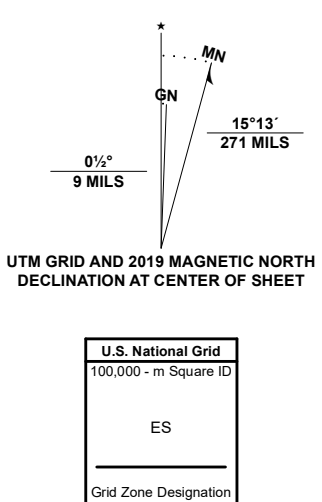 ★
MN
GN
15°13´
271 MILS
0½°
9 MILS
UTM GRID AND 2019 MAGNETIC NORTH
DECLINATION AT CENTER OF SHEET
U.S. National Grid
100,000 - m Square ID
ES
Grid Zone Designation